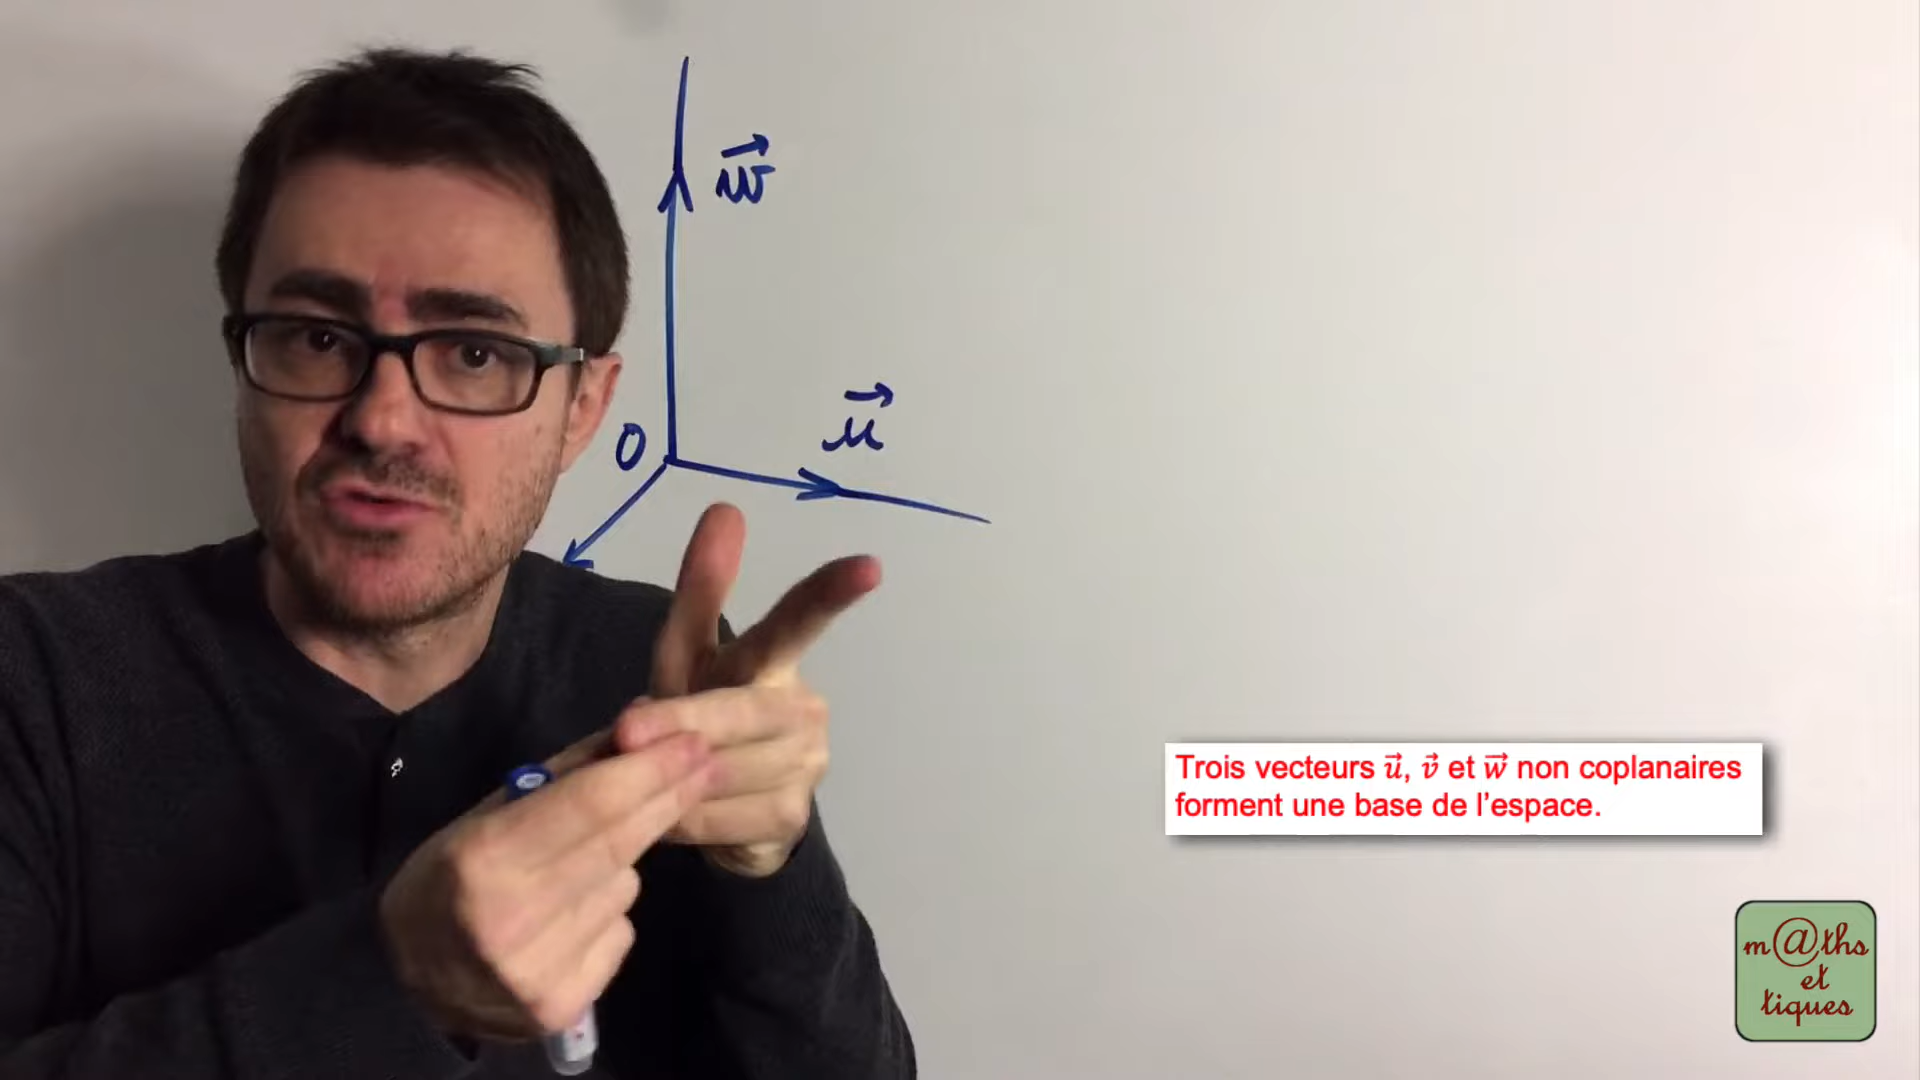 w⃗
u⃗
O
Trois vecteurs u⃗, v⃗ et w⃗ non coplanaires
forment une base de l’espace.
m@ths
et
tiques